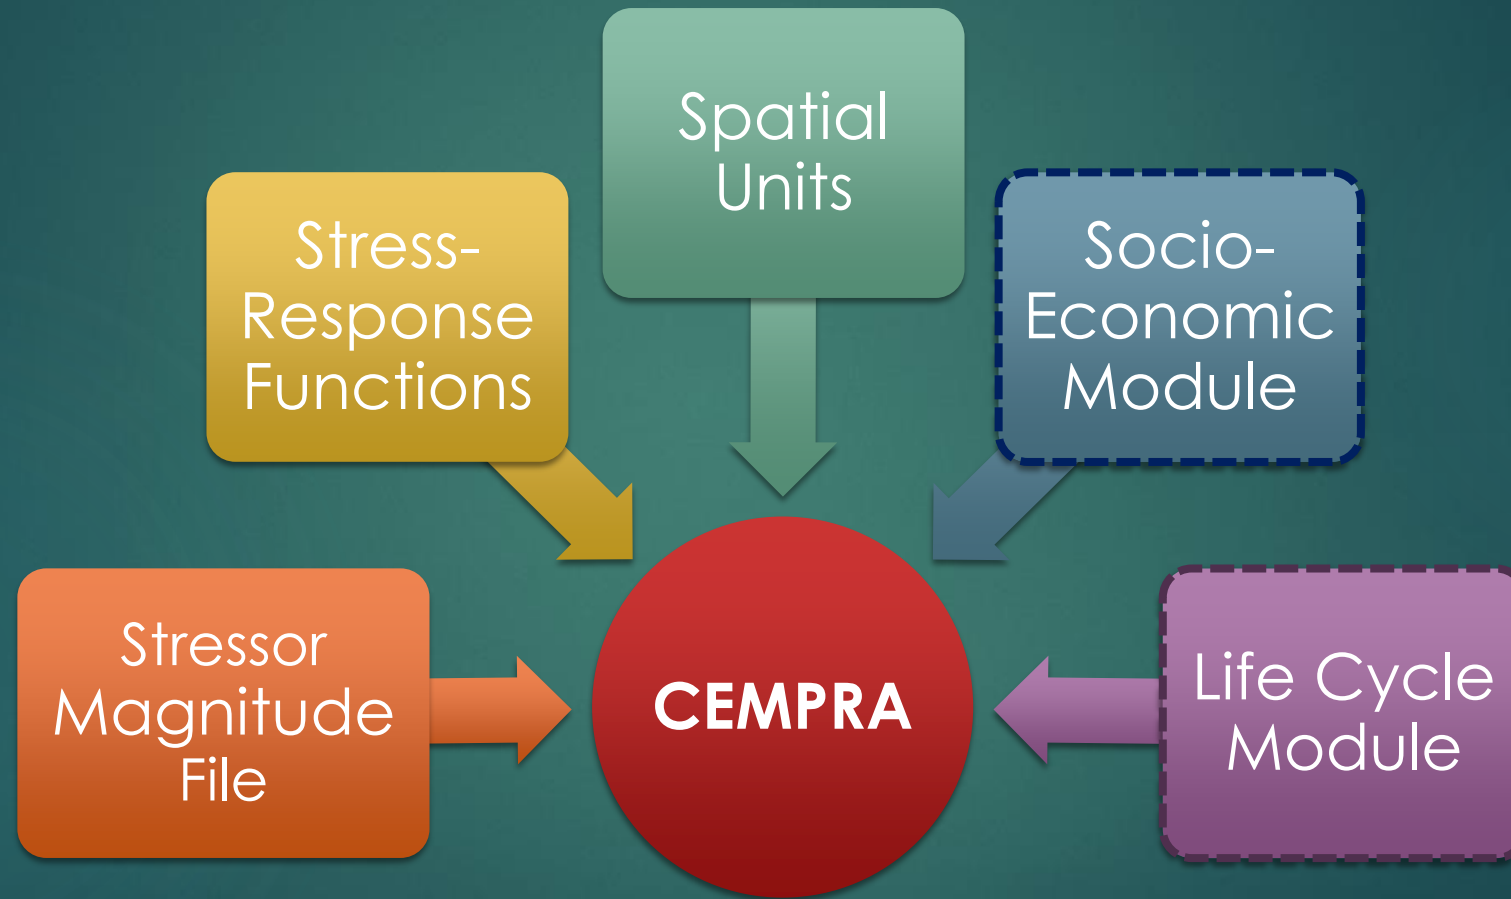 Spatial
Units
Stress-
Response
Functions
Socio-
Economic
Module
Stressor
Magnitude
File
CEMPRA
Life Cycle
Module